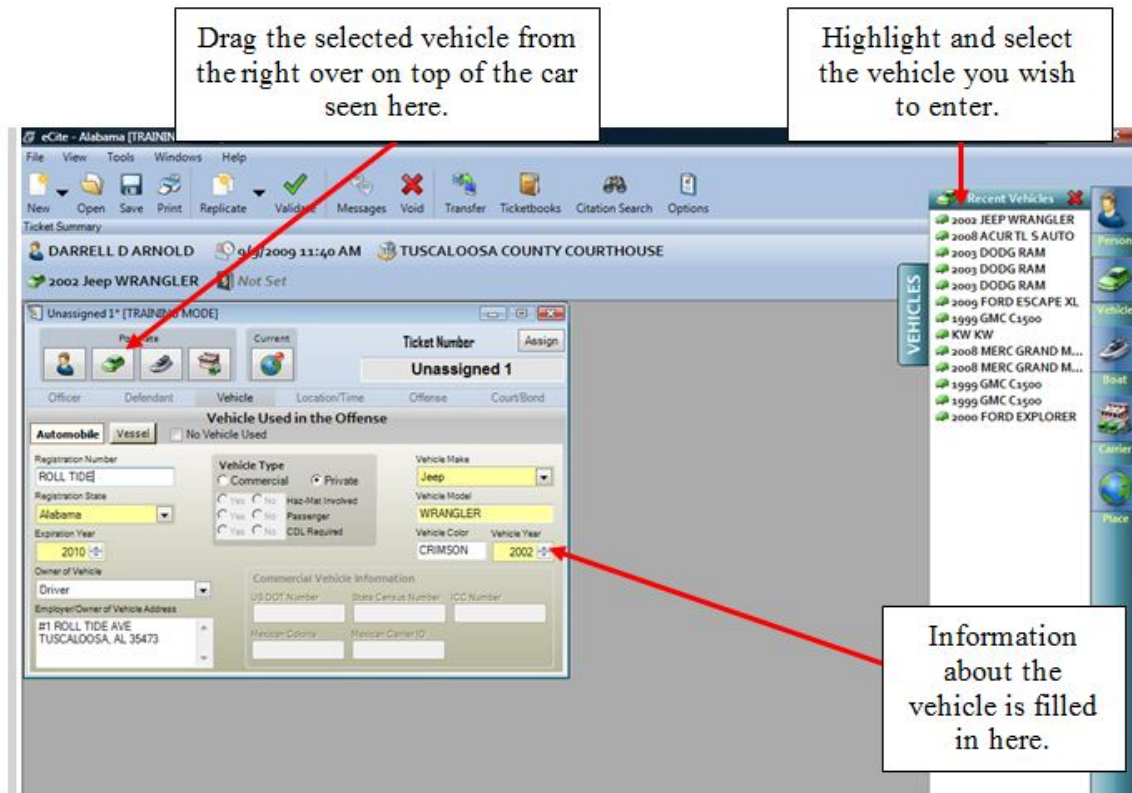 Drag the selected vehicle from
the right over on top of the car
seen here.
Highlight and select
the vehicle you wish
to enter.
eCite - Alabama [TRAININ
File View Tools Windows Help
New Open Save Print Replicate Validate Messages Void Transfer Ticketbooks Citation Search Options
Ticket Summary
DARRELL D ARNOLD 9/9/2009 11:40 AM TUSCALOOSA COUNTY COURTHOUSE
2002 Jeep WRANGLER Not Set
Unassigned 1* [TRAINING MODE]
Current
Ticket Number
Assign
Unassigned 1
Officer Defendant Vehicle Location/Time Offense Court/Bond
Vehicle Used in the Offense
Automobile Vessel No Vehicle Used
Registration Number
ROLL TIDE
Registration State
Alabama
Expiration Year
2010
Owner of Vehicle
Driver
Employer/Owner of Vehicle Address
#1 ROLL TIDE AVE
TUSCALOOSA, AL 35473
Vehicle Type
Commercial Private
Yes No Haz-Mat Involved
Yes No Passenger
Yes No CDL Required
Vehicle Make
Jeep
Vehicle Model
WRANGLER
Vehicle Color Vehicle Year
CRIMSON 2002
Commercial Vehicle Information
US DOT Number State Census Number ICC Number
Mexican Colonia Mexican Carrier ID
VEHICLES
Recent Vehicles
2002 JEEP WRANGLER
2008 ACUR TL S AUTO
2003 DODG RAM
2003 DODG RAM
2003 DODG RAM
2009 FORD ESCAPE XL
1999 GMC C1500
KW KW
2008 MERC GRAND M...
2008 MERC GRAND M...
1999 GMC C1500
1999 GMC C1500
2000 FORD EXPLORER
Person
Vehicle
Boat
Carrier
Place
Information
about the
vehicle is filled
in here.